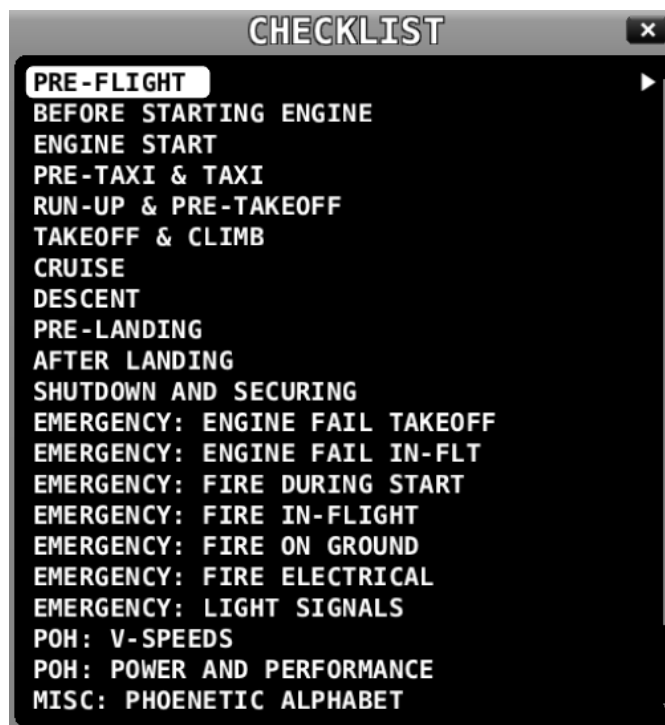 CHECKLIST
PRE-FLIGHT
BEFORE STARTING ENGINE
ENGINE START
PRE-TAXI & TAXI
RUN-UP & PRE-TAKEOFF
TAKEOFF & CLIMB
CRUISE
DESCENT
PRE-LANDING
AFTER LANDING
SHUTDOWN AND SECURING
EMERGENCY: ENGINE FAIL TAKEOFF
EMERGENCY: ENGINE FAIL IN-FLT
EMERGENCY: FIRE DURING START
EMERGENCY: FIRE IN-FLIGHT
EMERGENCY: FIRE ON GROUND
EMERGENCY: FIRE ELECTRICAL
EMERGENCY: LIGHT SIGNALS
POH: V-SPEEDS
POH: POWER AND PERFORMANCE
MISC: PHOENETIC ALPHABET